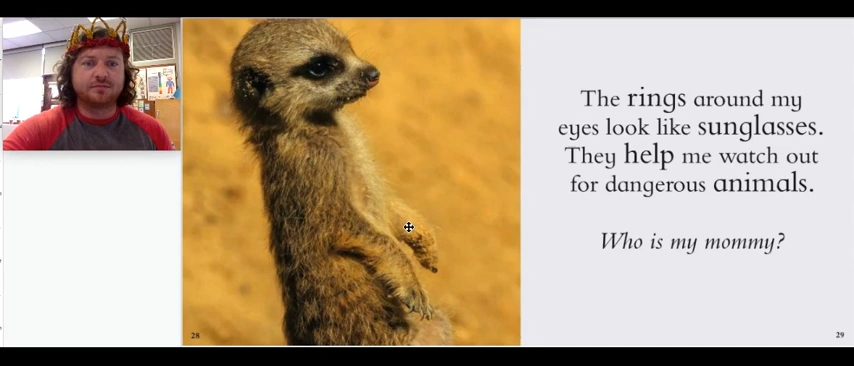 The rings around my
eyes look like sunglasses.
They help me watch out
for dangerous animals.
Who is my mommy?
28
29